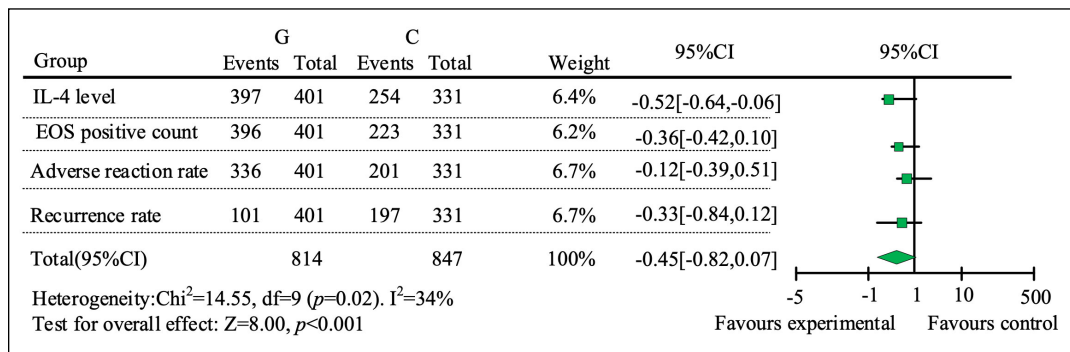 G C
Group Events Total Events Total Weight 95%CI 95%CI
IL-4 level 397 401 254 331 6.4% -0.52[-0.64,-0.06]
EOS positive count 396 401 223 331 6.2% -0.36[-0.42,0.10]
Adverse reaction rate 336 401 201 331 6.7% -0.12[-0.39,0.51]
Recurrence rate 101 401 197 331 6.7% -0.33[-0.84,0.12]
Total(95%CI) 814 847 100% -0.45[-0.82,0.07]
Heterogeneity:Chi²=14.55, df=9 (p=0.02). I²=34%
Test for overall effect: Z=8.00, p<0.001
-5 -1 1 10 500
Favours experimental Favours control